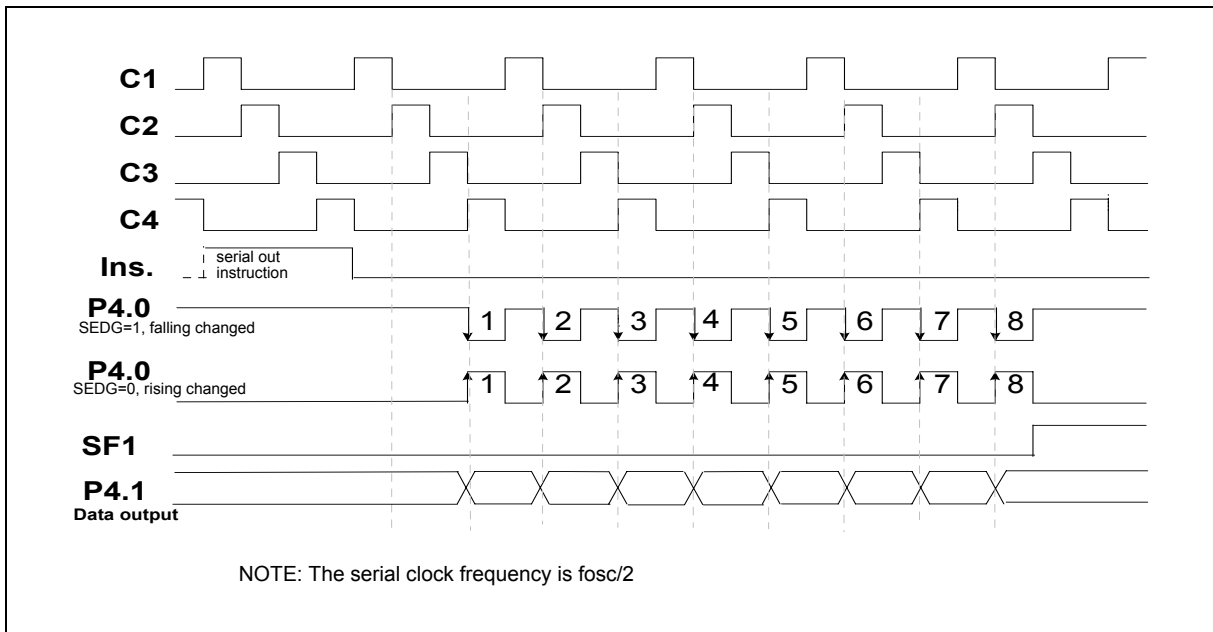 C1
C2
C3
C4
Ins.
serial out
instruction
P4.0
SEDG=1, falling changed
1 2 3 4 5 6 7 8
P4.0
SEDG=0, rising changed
1 2 3 4 5 6 7 8
SF1
P4.1
Data output
NOTE: The serial clock frequency is fosc/2